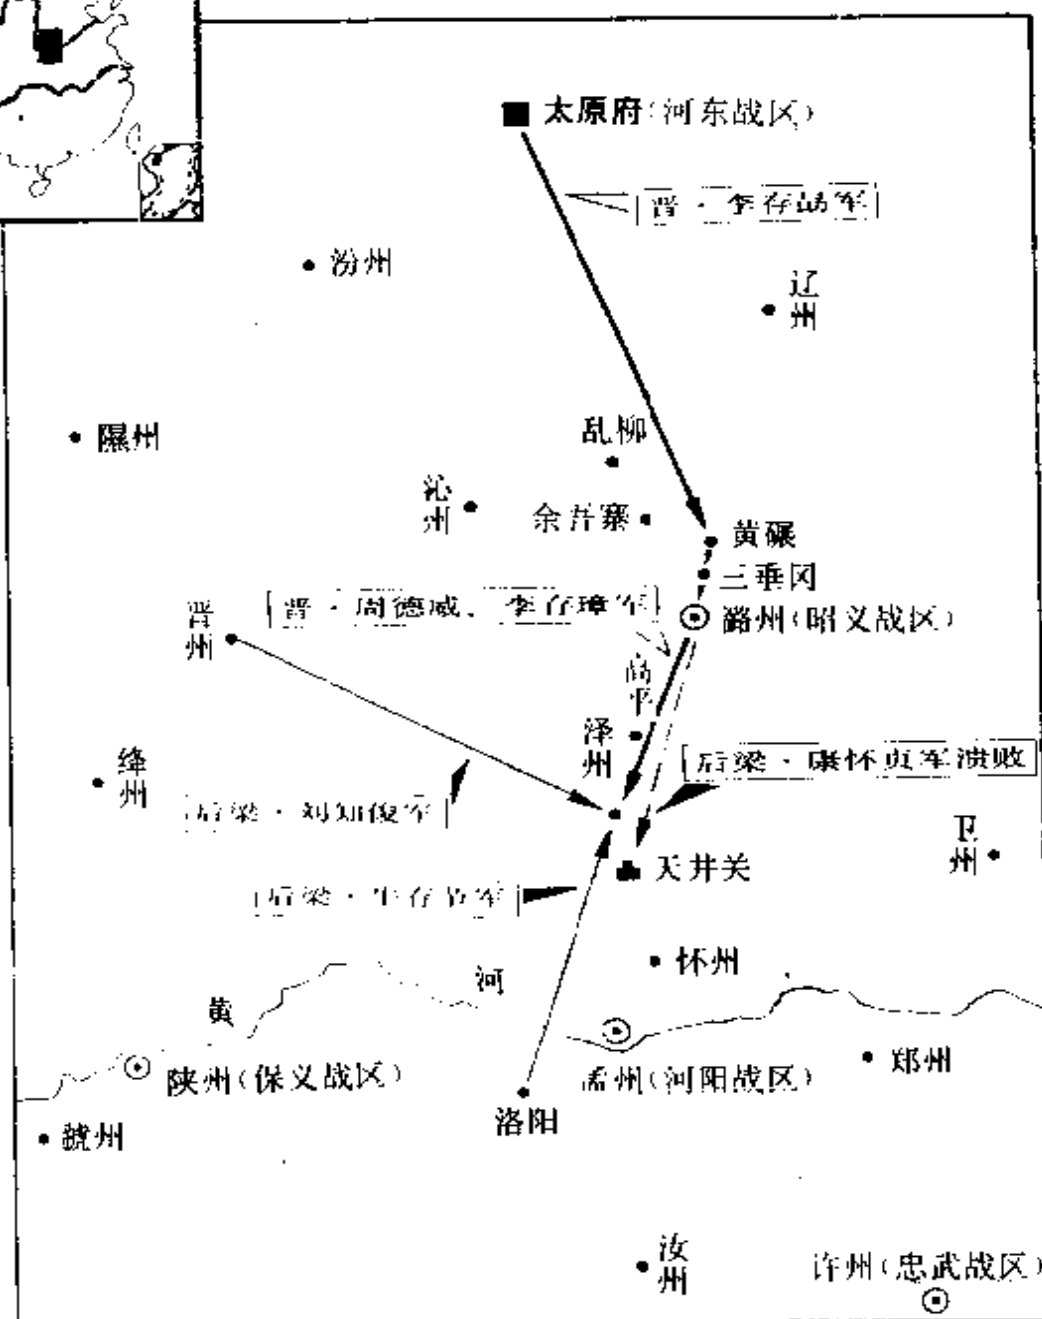 太原府(河东战区)
晋·李存勗军
汾州
辽州
隰州
乱柳
沁州
余吾寨
黄碾
三垂冈
晋·周德威、李存璋军
潞州(昭义战区)
晋州
高平
泽州
后梁·康怀贞军溃败
绛州
后梁·刘知俊军
卫州
天井关
后梁·牛存节军
怀州
黄河
陕州(保义战区)
孟州(河阳战区)
郑州
洛阳
虢州
汝州
许州(忠武战区)